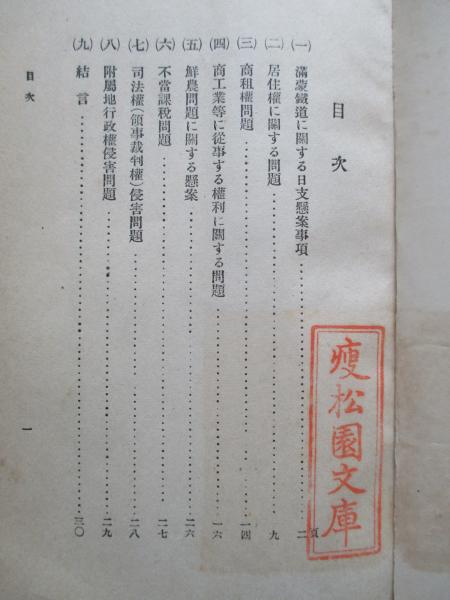 目次
頁
(一) 滿蒙鐵道に關する日支懸案事項……二
(二) 居住權に關する問題……九
(三) 商租權問題……一四
(四) 商工業等に從事する權利に關する問題……一六
(五) 鮮農問題に關する懸案……二六
(六) 不當課稅問題……二七
(七) 司法權(領事裁判權)侵害問題……二八
(八) 附屬地行政權侵害問題……二九
(九) 結言……三〇
目次
一
瘦松園文庫